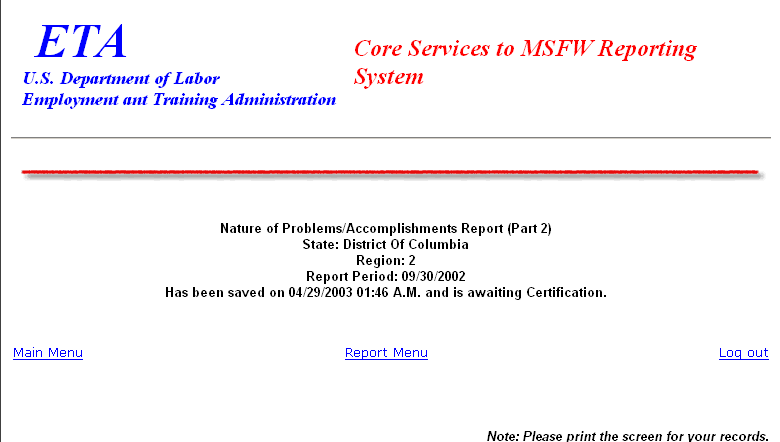 ETA
U.S. Department of Labor
Employment ant Training Administration
Core Services to MSFW Reporting
System
Nature of Problems/Accomplishments Report (Part 2)
State: District Of Columbia
Region: 2
Report Period: 09/30/2002
Has been saved on 04/29/2003 01:46 A.M. and is awaiting Certification.
Main Menu Report Menu Log out
Note: Please print the screen for your records.